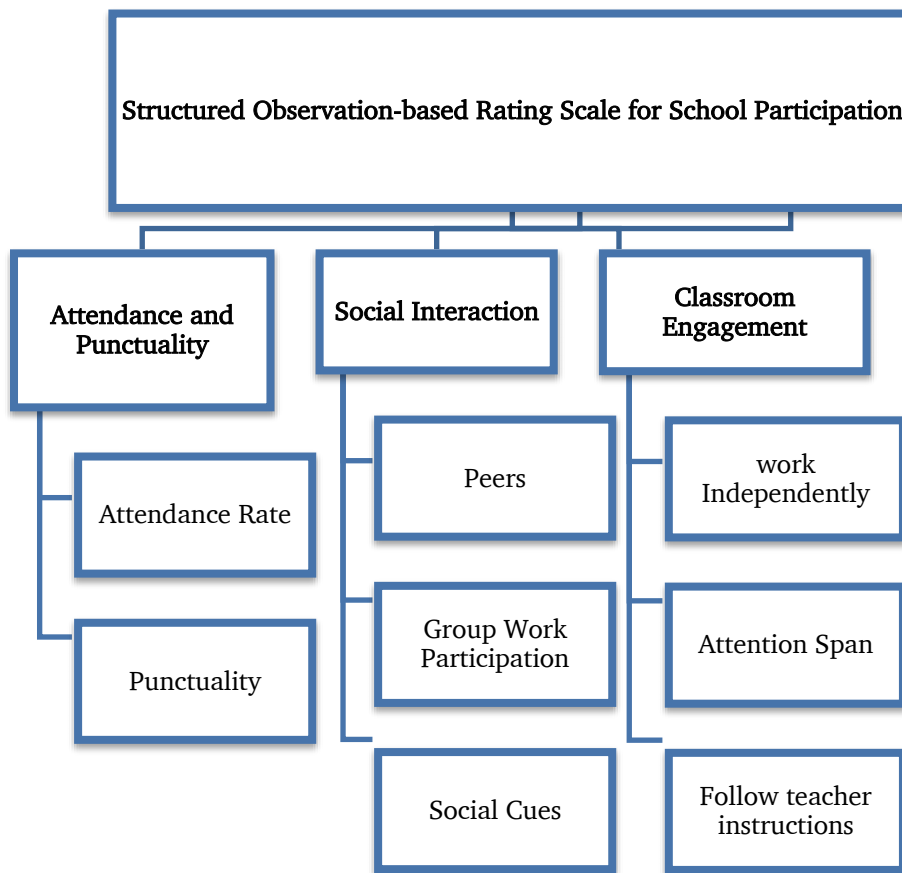 Structured Observation-based Rating Scale for School Participation
Attendance and
Punctuality
Attendance Rate
Punctuality
Social Interaction
Peers
Group Work
Participation
Social Cues
Classroom
Engagement
work
Independently
Attention Span
Follow teacher
instructions